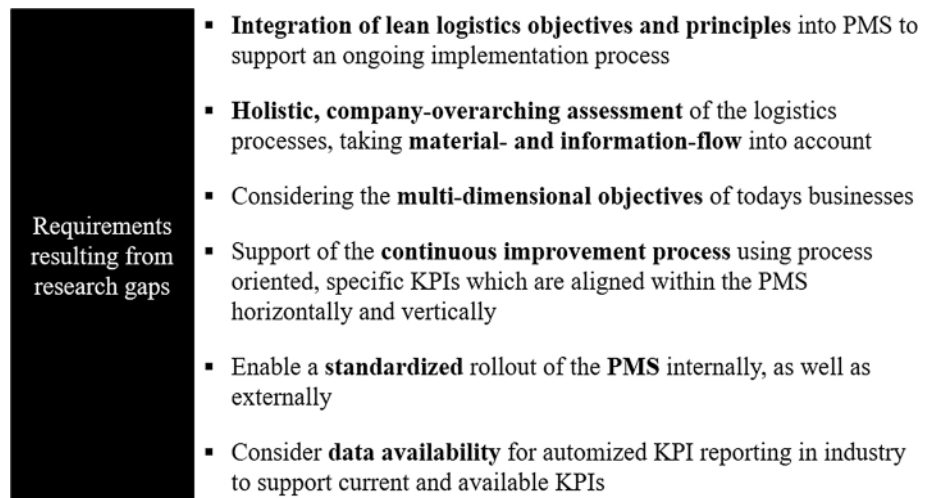 Requirements
resulting from
research gaps
▪ Integration of lean logistics objectives and principles into PMS to
support an ongoing implementation process
▪ Holistic, company-overarching assessment of the logistics
processes, taking material- and information-flow into account
▪ Considering the multi-dimensional objectives of todays businesses
▪ Support of the continuous improvement process using process
oriented, specific KPIs which are aligned within the PMS
horizontally and vertically
▪ Enable a standardized rollout of the PMS internally, as well as
externally
▪ Consider data availability for automized KPI reporting in industry
to support current and available KPIs